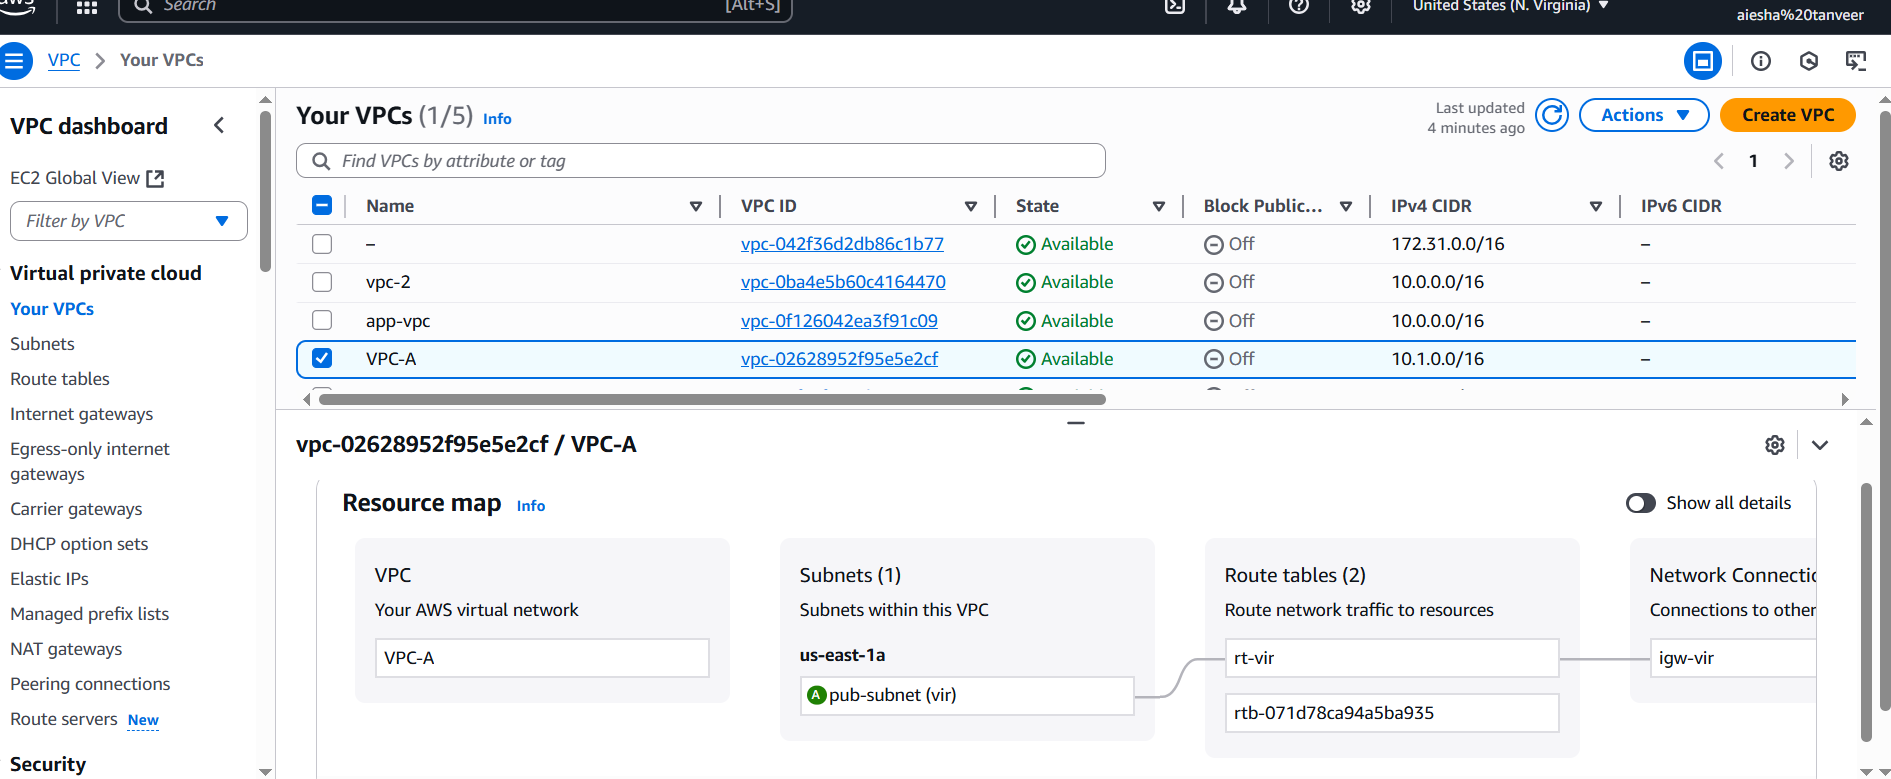 aws
Search
[Alt+S]
United States (N. Virginia)
aiesha%20tanveer
VPC
Your VPCs
VPC dashboard
EC2 Global View
Filter by VPC
Virtual private cloud
Your VPCs
Subnets
Route tables
Internet gateways
Egress-only internet
gateways
Carrier gateways
DHCP option sets
Elastic IPs
Managed prefix lists
NAT gateways
Peering connections
Route servers New
Security
Your VPCs (1/5) Info
Last updated
4 minutes ago
Actions
Create VPC
Find VPCs by attribute or tag
1
Name VPC ID State Block Public... IPv4 CIDR IPv6 CIDR
– vpc-042f36d2db86c1b77 Available Off 172.31.0.0/16 –
vpc-2 vpc-0ba4e5b60c4164470 Available Off 10.0.0.0/16 –
app-vpc vpc-0f126042ea3f91c09 Available Off 10.0.0.0/16 –
VPC-A vpc-02628952f95e5e2cf Available Off 10.1.0.0/16 –
vpc-02628952f95e5e2cf / VPC-A
Resource map Info
Show all details
VPC
Your AWS virtual network
VPC-A
Subnets (1)
Subnets within this VPC
us-east-1a
A pub-subnet (vir)
Route tables (2)
Route network traffic to resources
rt-vir
rtb-071d78ca94a5ba935
Network Connectio
Connections to other
igw-vir